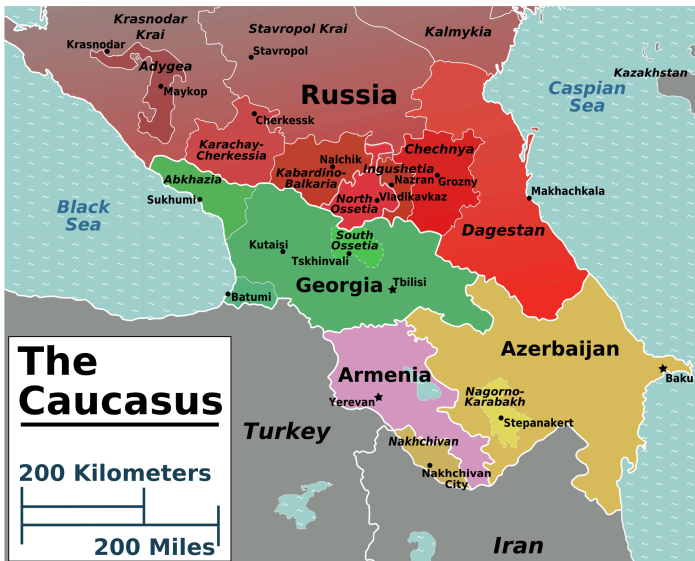 Krasnodar
Krai
Stavropol Krai
Kalmykia
Krasnodar
Stavropol
Adygea
Maykop
Russia
Caspian
Sea
Kazakhstan
Cherkessk
Karachay-
Cherkessia
Chechnya
Nalchik
Ingushetia
Kabardino-
Balkaria
Nazran
Grozny
Abkhazia
Sukhumi
North
Ossetia
Vladikavkaz
Makhachkala
Black
Sea
Dagestan
South
Ossetia
Kutaisi
Tskhinvali
Georgia
Tbilisi
Batumi
Azerbaijan
The
Caucasus
Armenia
Baku
Nagorno-
Karabakh
Yerevan
Stepanakert
Turkey
Nakhchivan
Nakhchivan
City
200 Kilometers
200 Miles
Iran